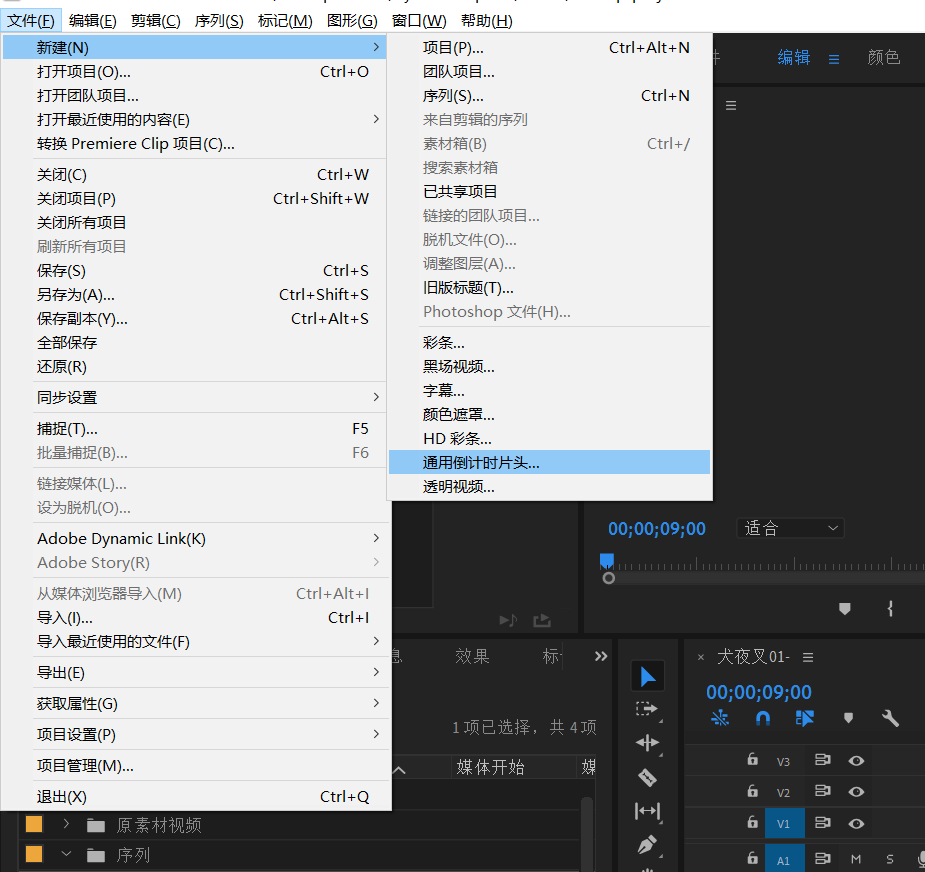 文件(F) 编辑(E) 剪辑(C) 序列(S) 标记(M) 图形(G) 窗口(W) 帮助(H)
新建(N)
打开项目(O)... Ctrl+O
打开团队项目...
打开最近使用的内容(E)
转换 Premiere Clip 项目(C)...
关闭(C) Ctrl+W
关闭项目(P) Ctrl+Shift+W
关闭所有项目
刷新所有项目
保存(S) Ctrl+S
另存为(A)... Ctrl+Shift+S
保存副本(Y)... Ctrl+Alt+S
全部保存
还原(R)
同步设置
捕捉(T)... F5
批量捕捉(B)... F6
链接媒体(L)...
设为脱机(O)...
Adobe Dynamic Link(K)
Adobe Story(R)
从媒体浏览器导入(M) Ctrl+Alt+I
导入(I)... Ctrl+I
导入最近使用的文件(F)
导出(E)
获取属性(G)
项目设置(P)
项目管理(M)...
退出(X) Ctrl+Q
项目(P)... Ctrl+Alt+N
团队项目...
序列(S)... Ctrl+N
来自剪辑的序列
素材箱(B) Ctrl+/
搜索素材箱
已共享项目
链接的团队项目...
脱机文件(O)...
调整图层(A)...
旧版标题(T)...
Photoshop 文件(H)...
彩条...
黑场视频...
字幕...
颜色遮罩...
HD 彩条...
通用倒计时片头...
透明视频...
编辑 颜色
00;00;09;00 适合
息 效果 标
1项已选择，共 4项
媒体开始 媒
原素材视频
序列
× 犬夜叉01-
00;00;09;00
V3
V2
V1
A1 M S